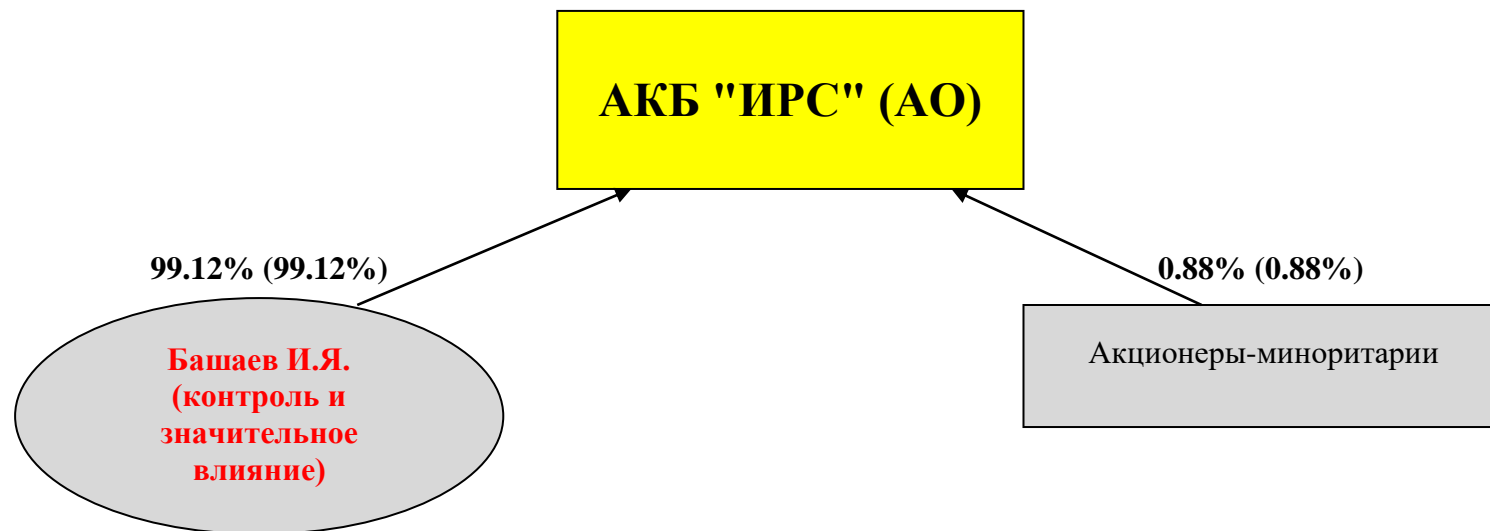 АКБ "ИРС" (АО)
99.12% (99.12%)
0.88% (0.88%)
Башаев И.Я.
(контроль и
значительное
влияние)
Акционеры-миноритарии